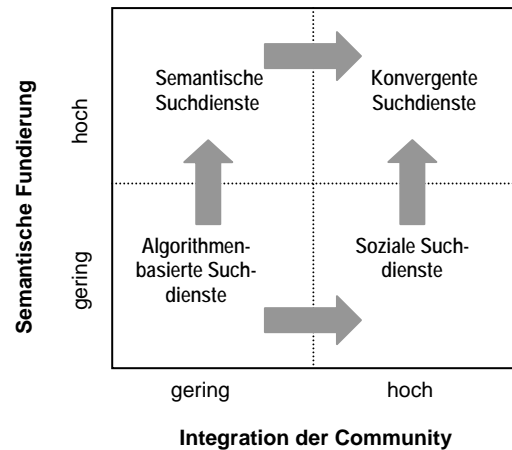 Semantische Fundierung
hoch
gering
Semantische
Suchdienste
Konvergente
Suchdienste
Algorithmen-
basierte Such-
dienste
Soziale Such-
dienste
gering
hoch
Integration der Community